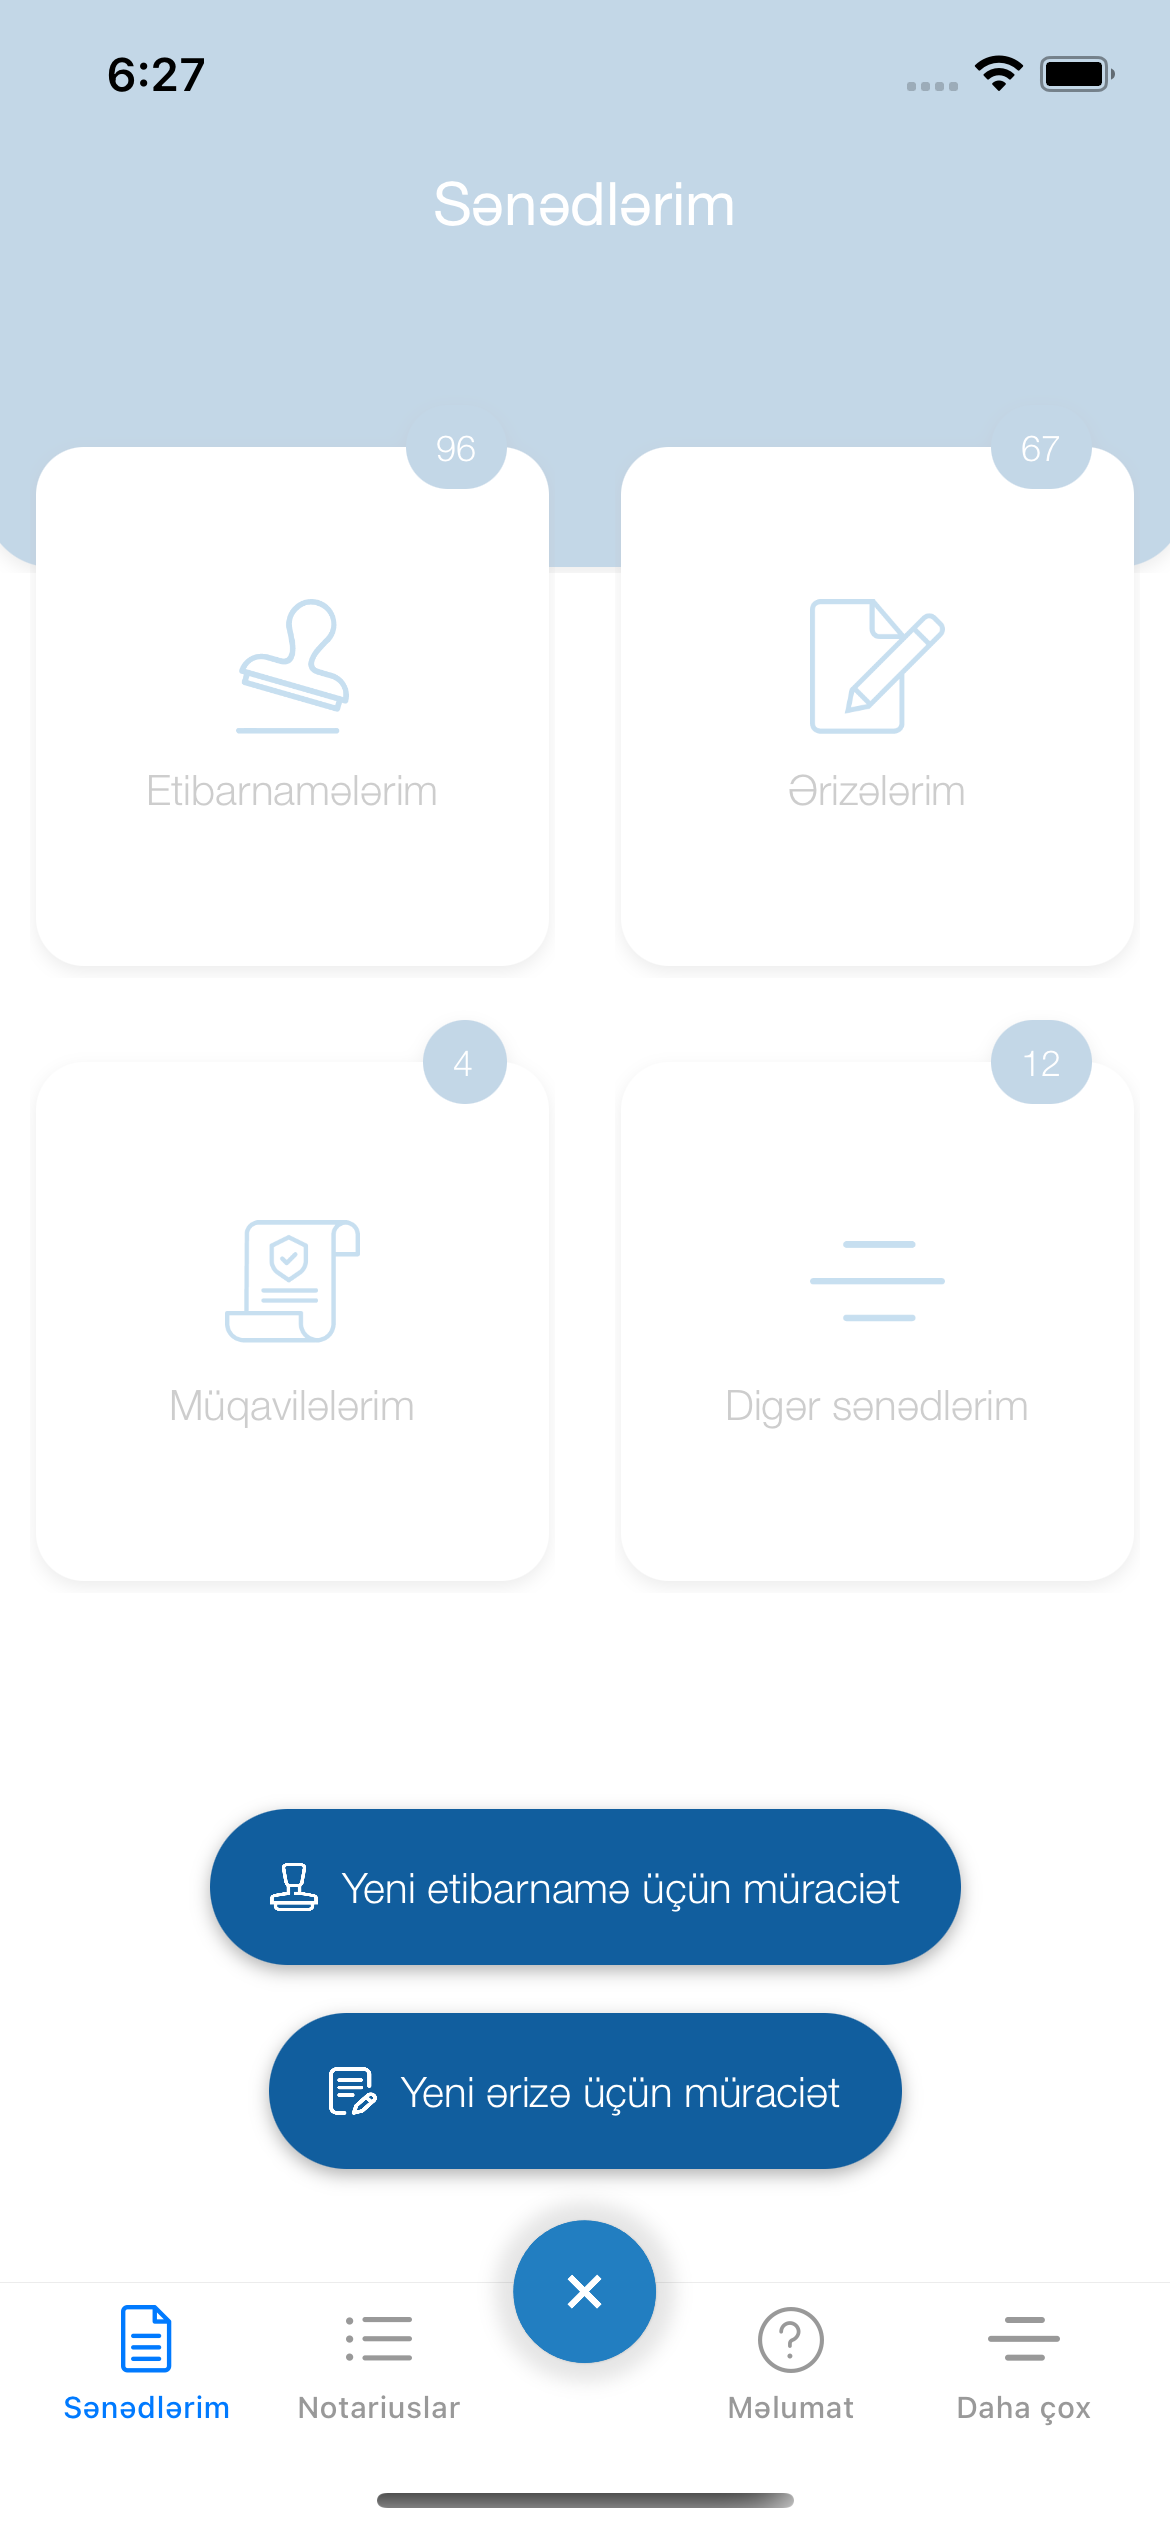 6:27
Sənədlərim
96
67
Etibarnamələrim
Ərizələrim
4
12
Müqavilələrim
Digər sənədlərim
Yeni etibarnamə üçün müraciət
Yeni ərizə üçün müraciət
Sənədlərim
Notariuslar
Məlumat
Daha çox